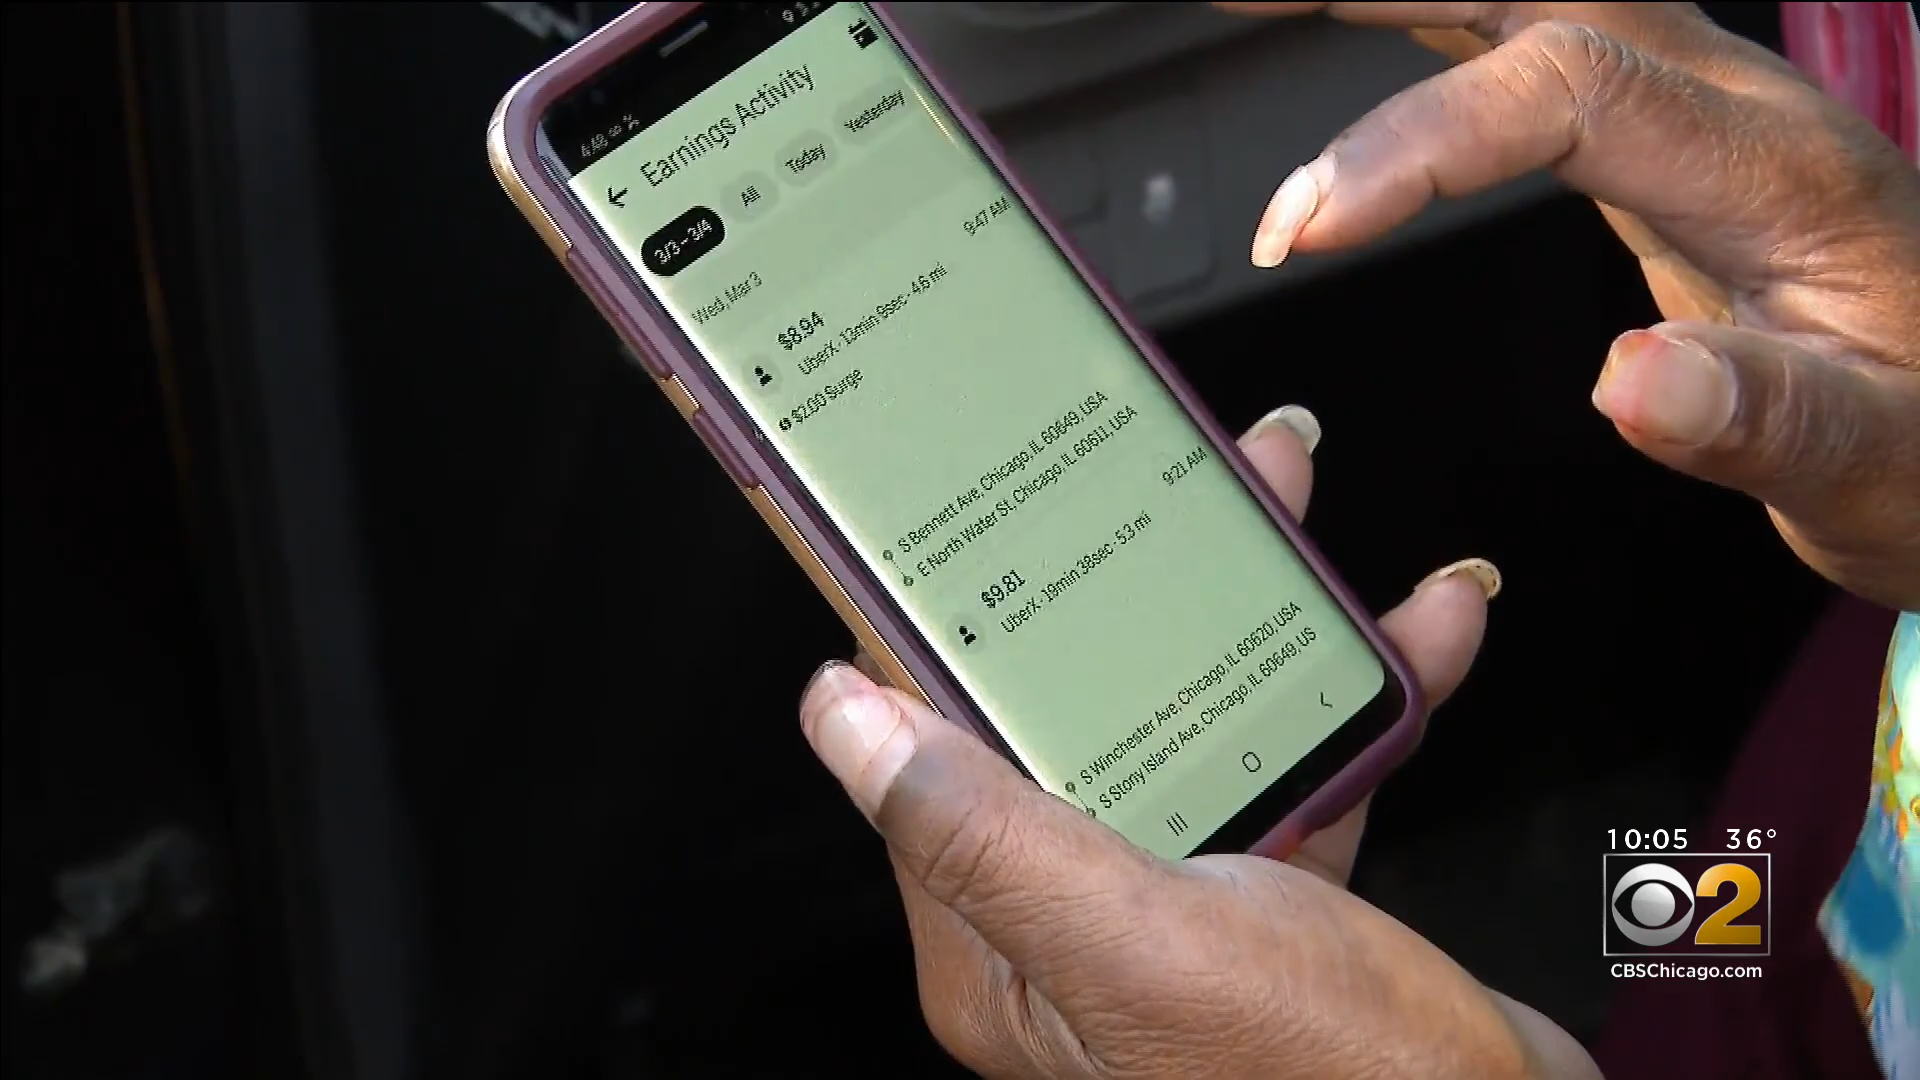 4:48
Earnings Activity
3/3 - 3/4
All
Today
Yesterday
Wed, Mar 3
9:47 AM
$8.94
UberX · 13min 9sec · 4.6 mi
$2.00 Surge
S Bennett Ave, Chicago, IL 60649, USA
E North Water St, Chicago, IL 60611, USA
9:21 AM
$9.81
UberX · 19min 38sec · 5.3 mi
S Winchester Ave, Chicago, IL 60620, USA
S Stony Island Ave, Chicago, IL 60649, US
10:05 36°
2
CBSChicago.com